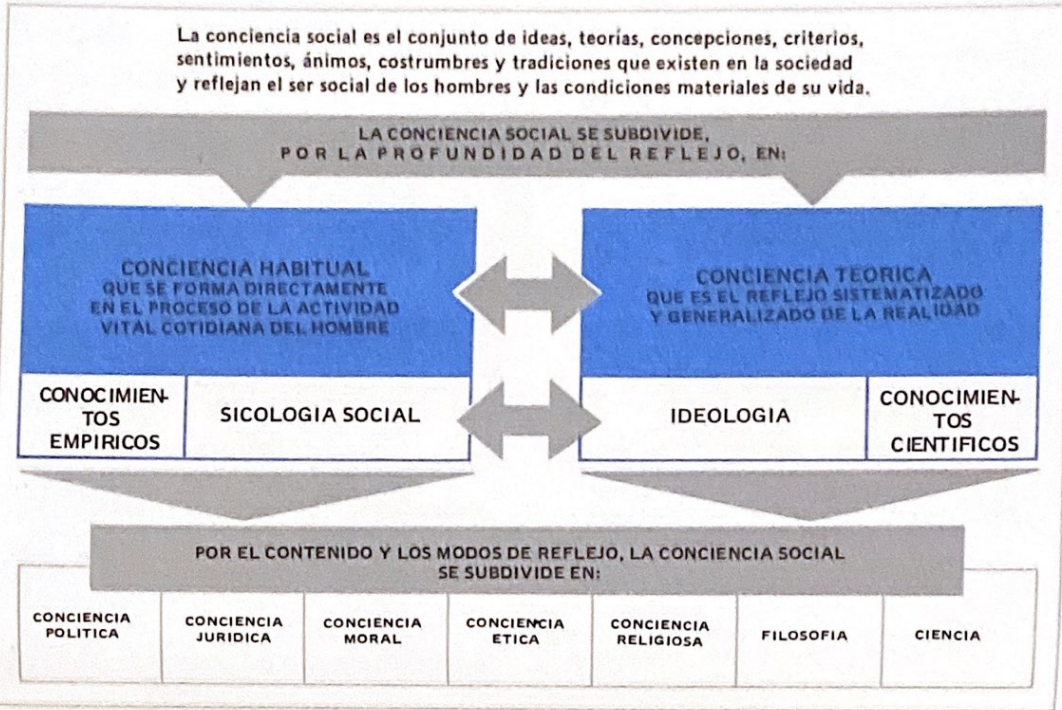 La conciencia social es el conjunto de ideas, teorías, concepciones, criterios,
sentimientos, ánimos, costrumbres y tradiciones que existen en la sociedad
y reflejan el ser social de los hombres y las condiciones materiales de su vida.
LA CONCIENCIA SOCIAL SE SUBDIVIDE,
POR LA PROFUNDIDAD DEL REFLEJO, EN:
CONCIENCIA HABITUAL
QUE SE FORMA DIRECTAMENTE
EN EL PROCESO DE LA ACTIVIDAD
VITAL COTIDIANA DEL HOMBRE
CONCIENCIA TEORICA
QUE ES EL REFLEJO SISTEMATIZADO
Y GENERALIZADO DE LA REALIDAD
CONOCIMIEN-
TOS
EMPIRICOS
SICOLOGIA SOCIAL
IDEOLOGIA
CONOCIMIEN-
TOS
CIENTIFICOS
POR EL CONTENIDO Y LOS MODOS DE REFLEJO, LA CONCIENCIA SOCIAL
SE SUBDIVIDE EN:
CONCIENCIA
POLITICA
CONCIENCIA
JURIDICA
CONCIENCIA
MORAL
CONCIENCIA
ETICA
CONCIENCIA
RELIGIOSA
FILOSOFIA
CIENCIA